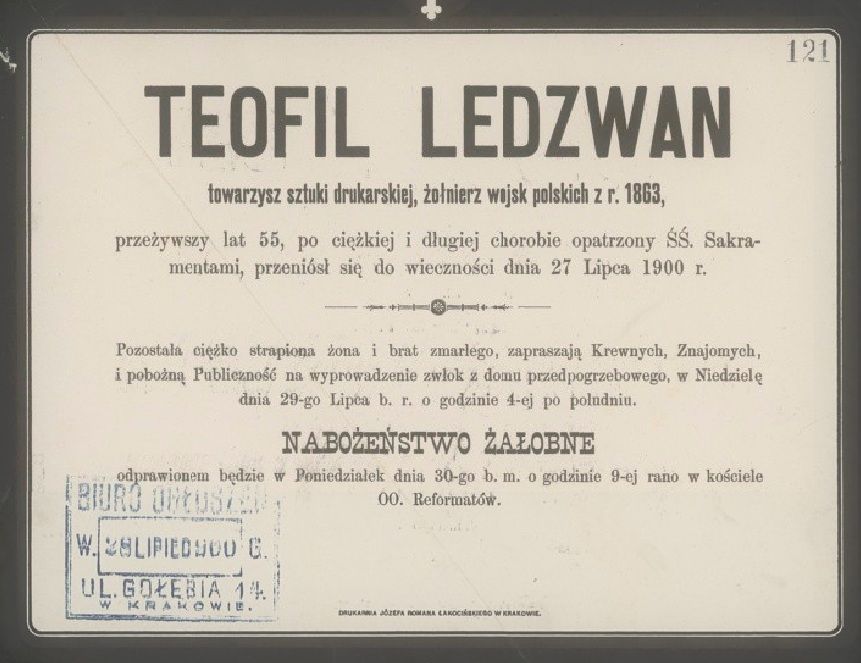 121
TEOFIL LEDZWAN
towarzysz sztuki drukarskiej, żołnierz wojsk polskich z r. 1863,
przeżywszy lat 55, po ciężkiej i długiej chorobie opatrzony ŚŚ. Sakra-
mentami, przeniósł się do wieczności dnia 27 Lipca 1900 r.
Pozostała ciężko strapiona żona i brat zmarłego, zapraszają Krewnych, Znajomych,
i pobożną Publiczność na wyprowadzenie zwłok z domu przedpogrzebowego, w Niedzielę
dnia 29-go Lipca b. r. o godzinie 4-ej po południu.
NABOŻEŃSTWO ŻAŁOBNE
odprawionem będzie w Poniedziałek dnia 30-go b. m. o godzinie 9-ej rano w kościele
OO. Reformatów.
BIURO
W. G.
UL. GOŁĘBIA 14.
W KRAKOWIE.
DRUKARNIA JÓZEFA ROMANA ŁAKOCIŃSKIEGO W KRAKOWIE.